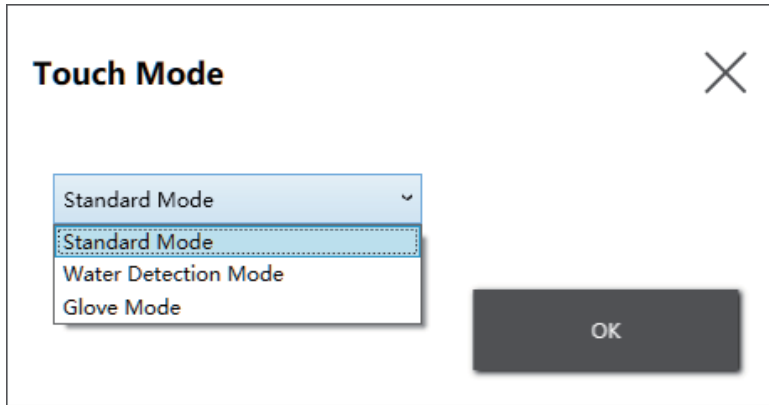 Touch Mode
Standard Mode
Standard Mode
Water Detection Mode
Glove Mode
OK